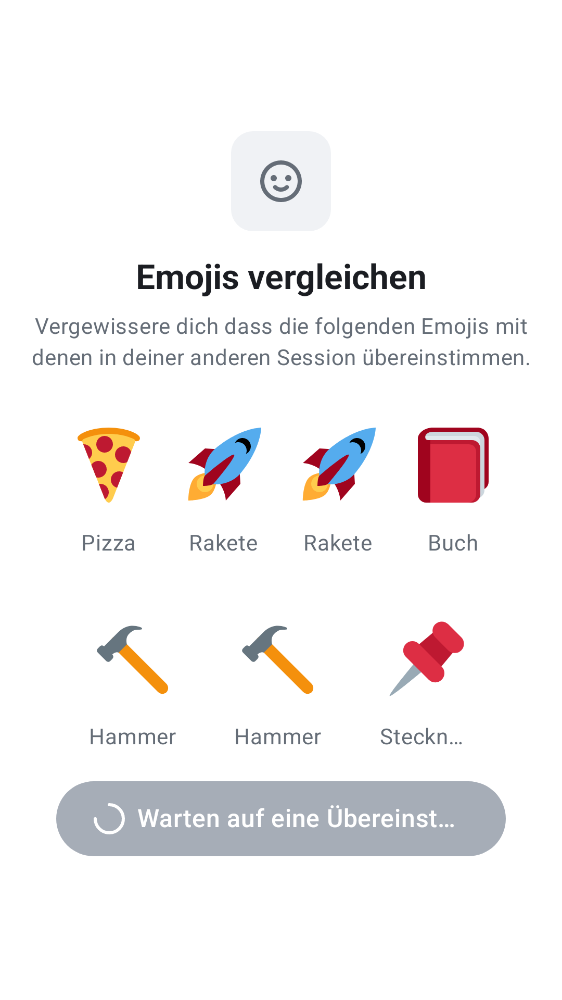 Emojis vergleichen
Vergewissere dich dass die folgenden Emojis mit
denen in deiner anderen Session übereinstimmen.
Pizza Rakete Rakete Buch
Hammer Hammer Steckn…
Warten auf eine Übereinst…